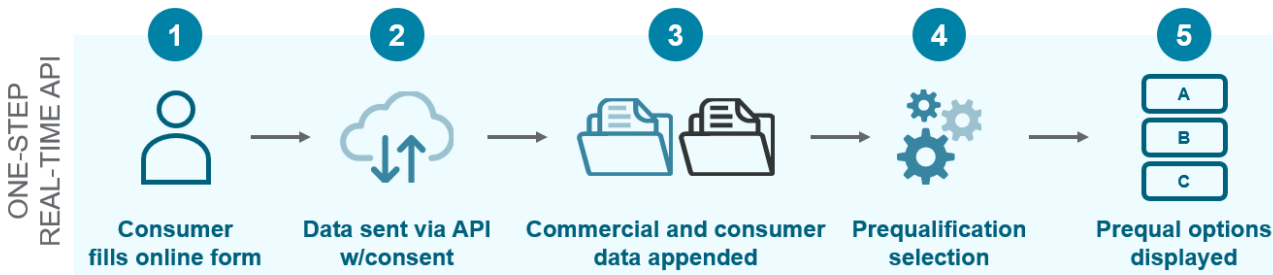 ONE-STEP
REAL-TIME API
1
2
3
4
5
A
B
C
Consumer
fills online form
Data sent via API
w/consent
Commercial and consumer
data appended
Prequalification
selection
Prequal options
displayed